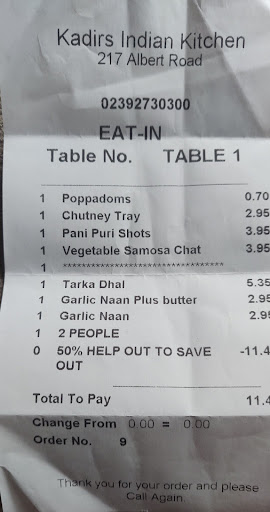 Kadirs Indian Kitchen
217 Albert Road
02392730300
EAT-IN
Table No. TABLE 1
1 Poppadoms 0.70
1 Chutney Tray 2.95
1 Pani Puri Shots 3.95
1 Vegetable Samosa Chat 3.95
1 **********************************
1 Tarka Dhal 5.35
1 Garlic Naan Plus butter 2.95
1 Garlic Naan 2.95
1 2 PEOPLE
0 50% HELP OUT TO SAVE -11.4
OUT
Total To Pay 11.4
Change From 0.00 = 0.00
Order No. 9
Thank you for your order and please
Call Again.